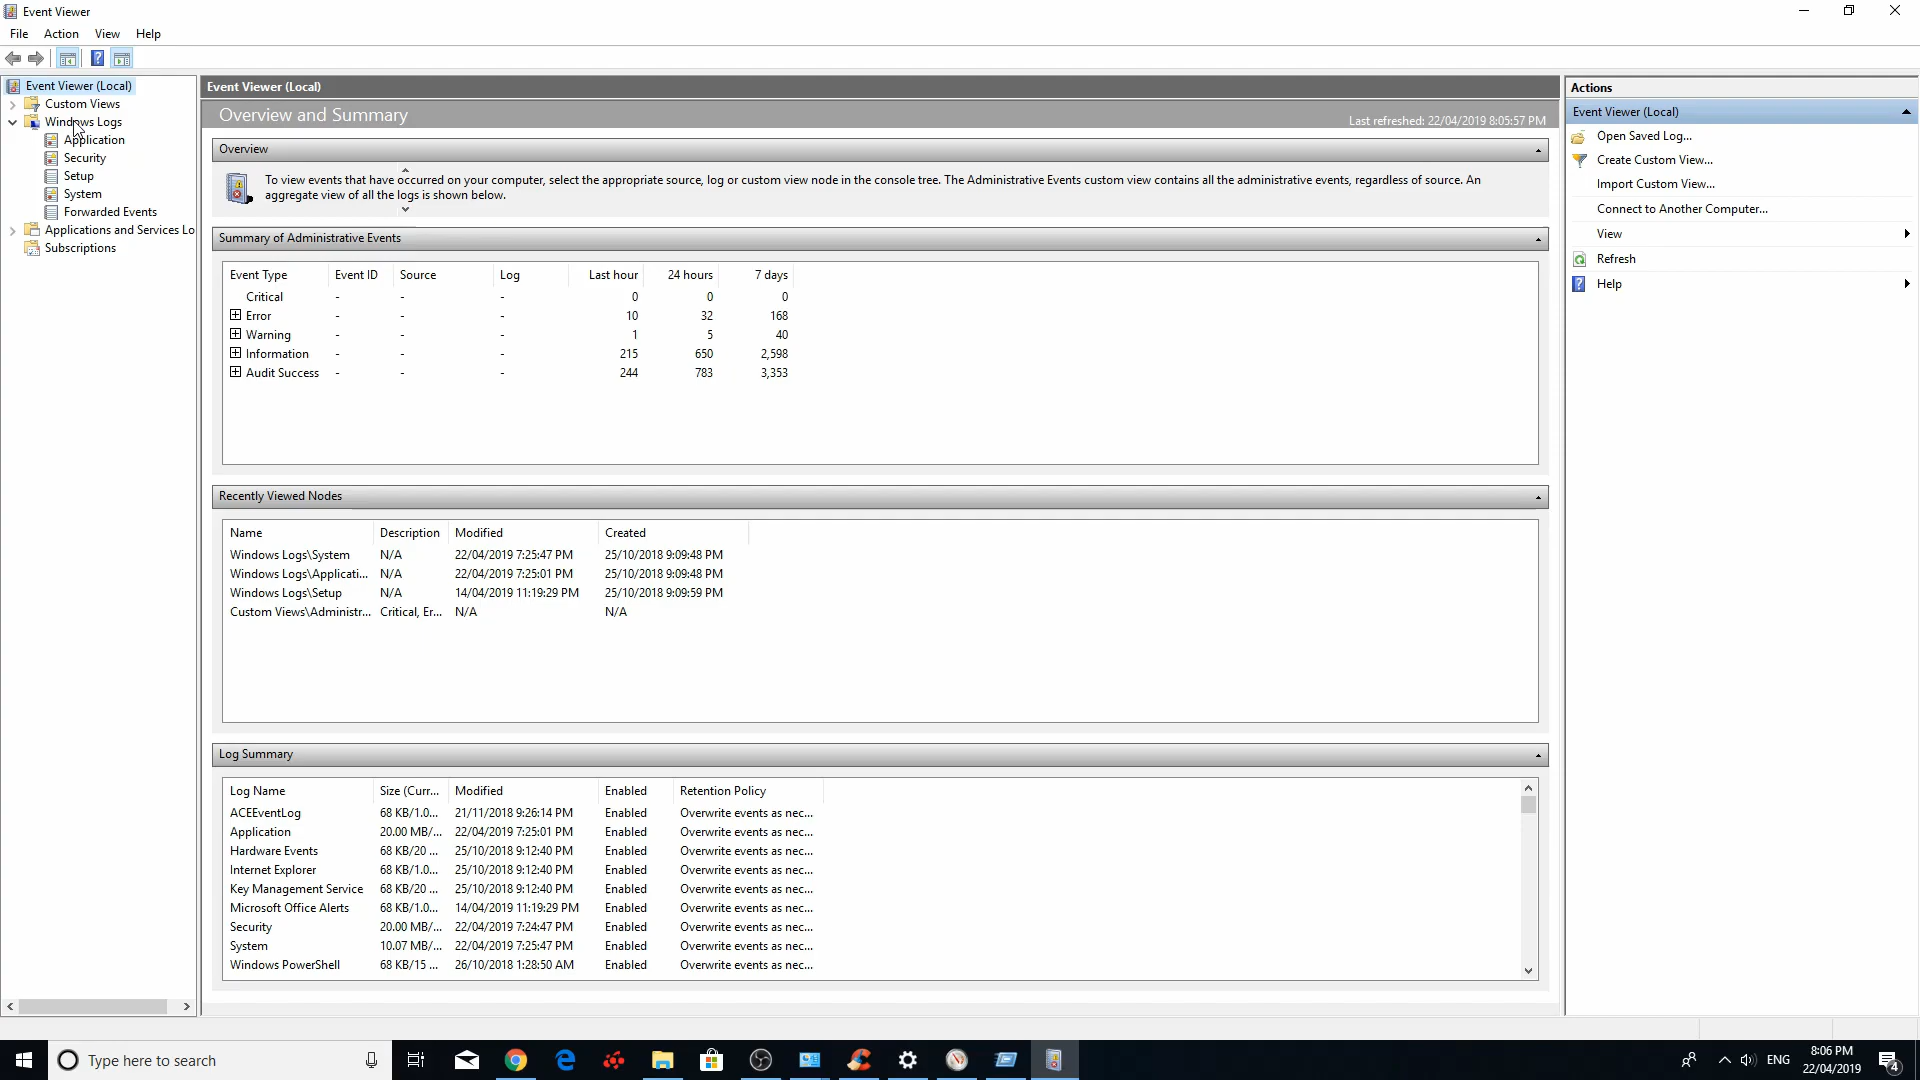 Event Viewer
File Action View Help
Event Viewer (Local)
Custom Views
Windows Logs
Application
Security
Setup
System
Forwarded Events
Applications and Services Lo
Subscriptions
Event Viewer (Local)
Overview and Summary
Last refreshed: 22/04/2019 8:05:57 PM
Overview
To view events that have occurred on your computer, select the appropriate source, log or custom view node in the console tree. The Administrative Events custom view contains all the administrative events, regardless of source. An
aggregate view of all the logs is shown below.
Summary of Administrative Events
Event Type Event ID Source Log Last hour 24 hours 7 days
Critical - - - 0 0 0
Error - - - 10 32 168
Warning - - - 1 5 40
Information - - - 215 650 2,598
Audit Success - - - 244 783 3,353
Recently Viewed Nodes
Name Description Modified Created
Windows Logs\System N/A 22/04/2019 7:25:47 PM 25/10/2018 9:09:48 PM
Windows Logs\Applicati... N/A 22/04/2019 7:25:01 PM 25/10/2018 9:09:48 PM
Windows Logs\Setup N/A 14/04/2019 11:19:29 PM 25/10/2018 9:09:59 PM
Custom Views\Administr... Critical, Er... N/A N/A
Log Summary
Log Name Size (Curr... Modified Enabled Retention Policy
ACEEventLog 68 KB/1.0... 21/11/2018 9:26:14 PM Enabled Overwrite events as nec...
Application 20.00 MB/... 22/04/2019 7:25:01 PM Enabled Overwrite events as nec...
Hardware Events 68 KB/20 ... 25/10/2018 9:12:40 PM Enabled Overwrite events as nec...
Internet Explorer 68 KB/1.0... 25/10/2018 9:12:40 PM Enabled Overwrite events as nec...
Key Management Service 68 KB/20 ... 25/10/2018 9:12:40 PM Enabled Overwrite events as nec...
Microsoft Office Alerts 68 KB/1.0... 14/04/2019 11:19:29 PM Enabled Overwrite events as nec...
Security 20.00 MB/... 22/04/2019 7:24:47 PM Enabled Overwrite events as nec...
System 10.07 MB/... 22/04/2019 7:25:47 PM Enabled Overwrite events as nec...
Windows PowerShell 68 KB/15 ... 26/10/2018 1:28:50 AM Enabled Overwrite events as nec...
Actions
Event Viewer (Local)
Open Saved Log...
Create Custom View...
Import Custom View...
Connect to Another Computer...
View
Refresh
Help
Type here to search
ENG
8:06 PM
22/04/2019
4